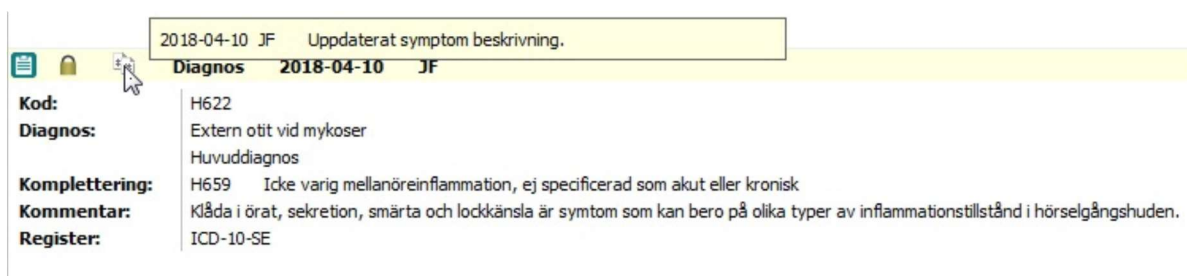 2018-04-10 JF Uppdaterat symptom beskrivning.
Diagnos 2018-04-10 JF
Kod: H622
Diagnos: Extern otit vid mykoser
Huvuddiagnos
Komplettering: H659 Icke varig mellanöreinflammation, ej specificerad som akut eller kronisk
Kommentar: Klåda i örat, sekretion, smärta och lockkänsla är symtom som kan bero på olika typer av inflammationstillstånd i hörselgångshuden.
Register: ICD-10-SE